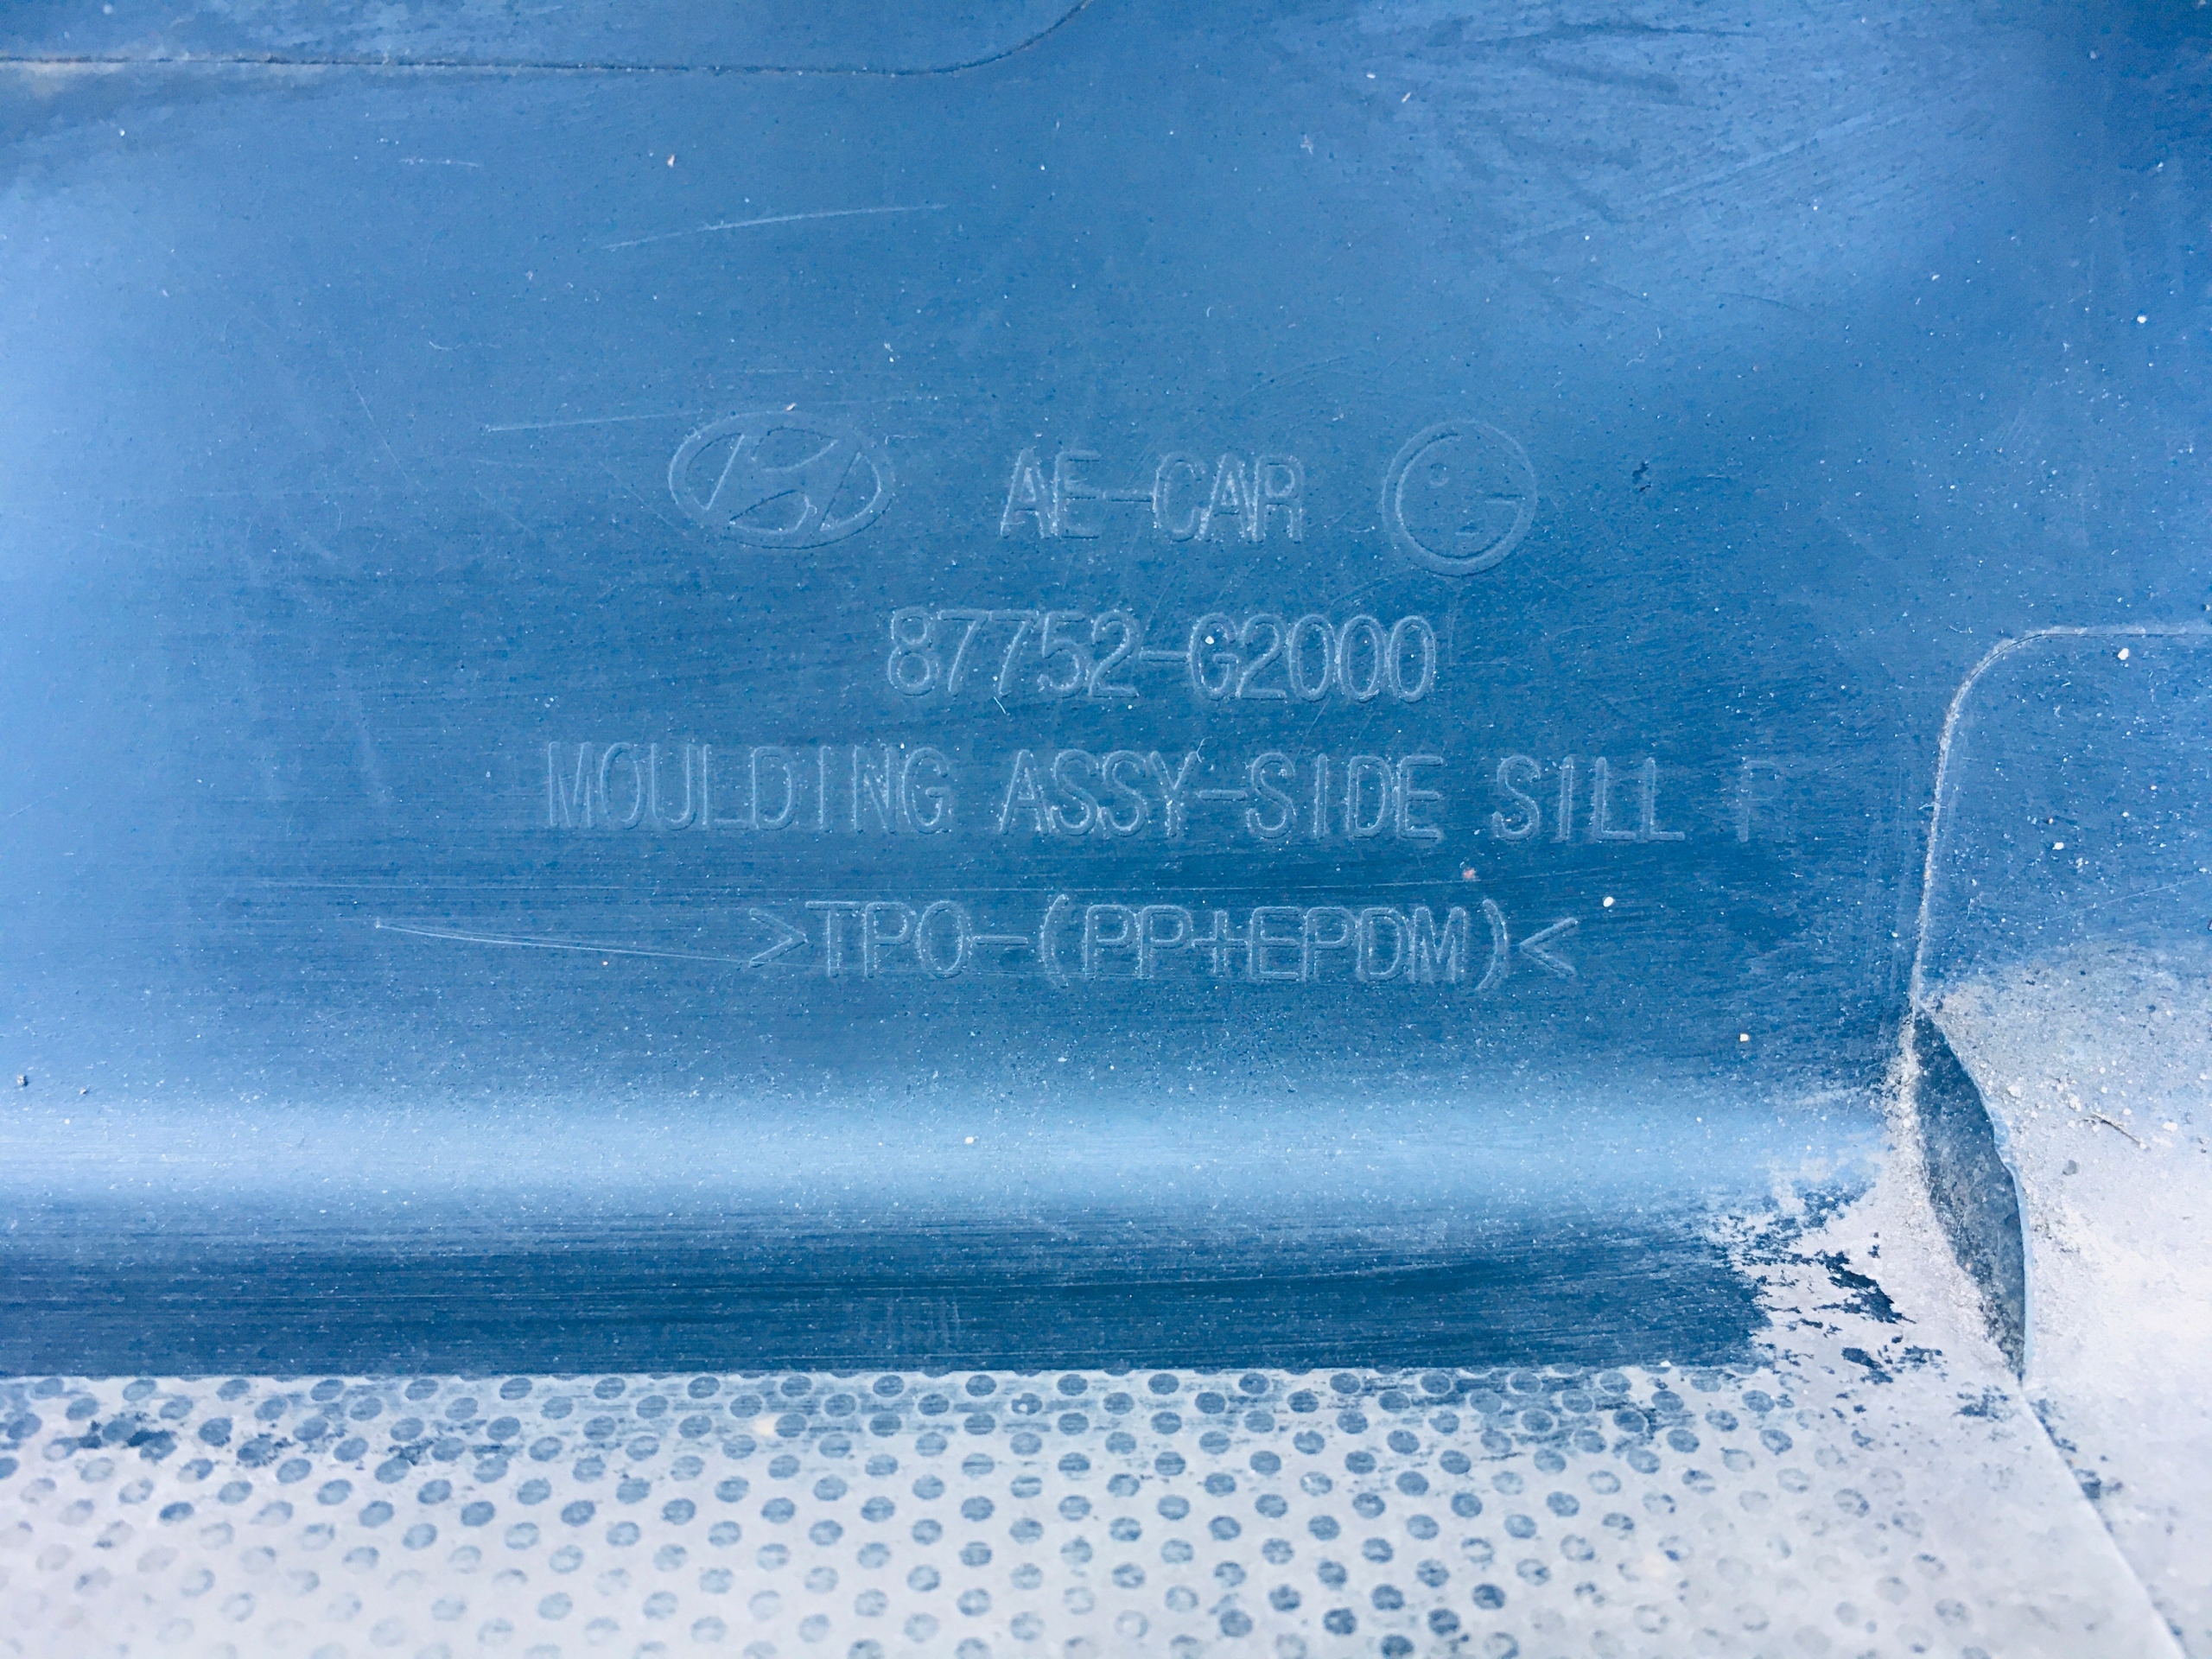 AE-CAR
87752-G2000
MOULDING ASSY-SIDE SILL
>TPO-(PP+EPDM)<